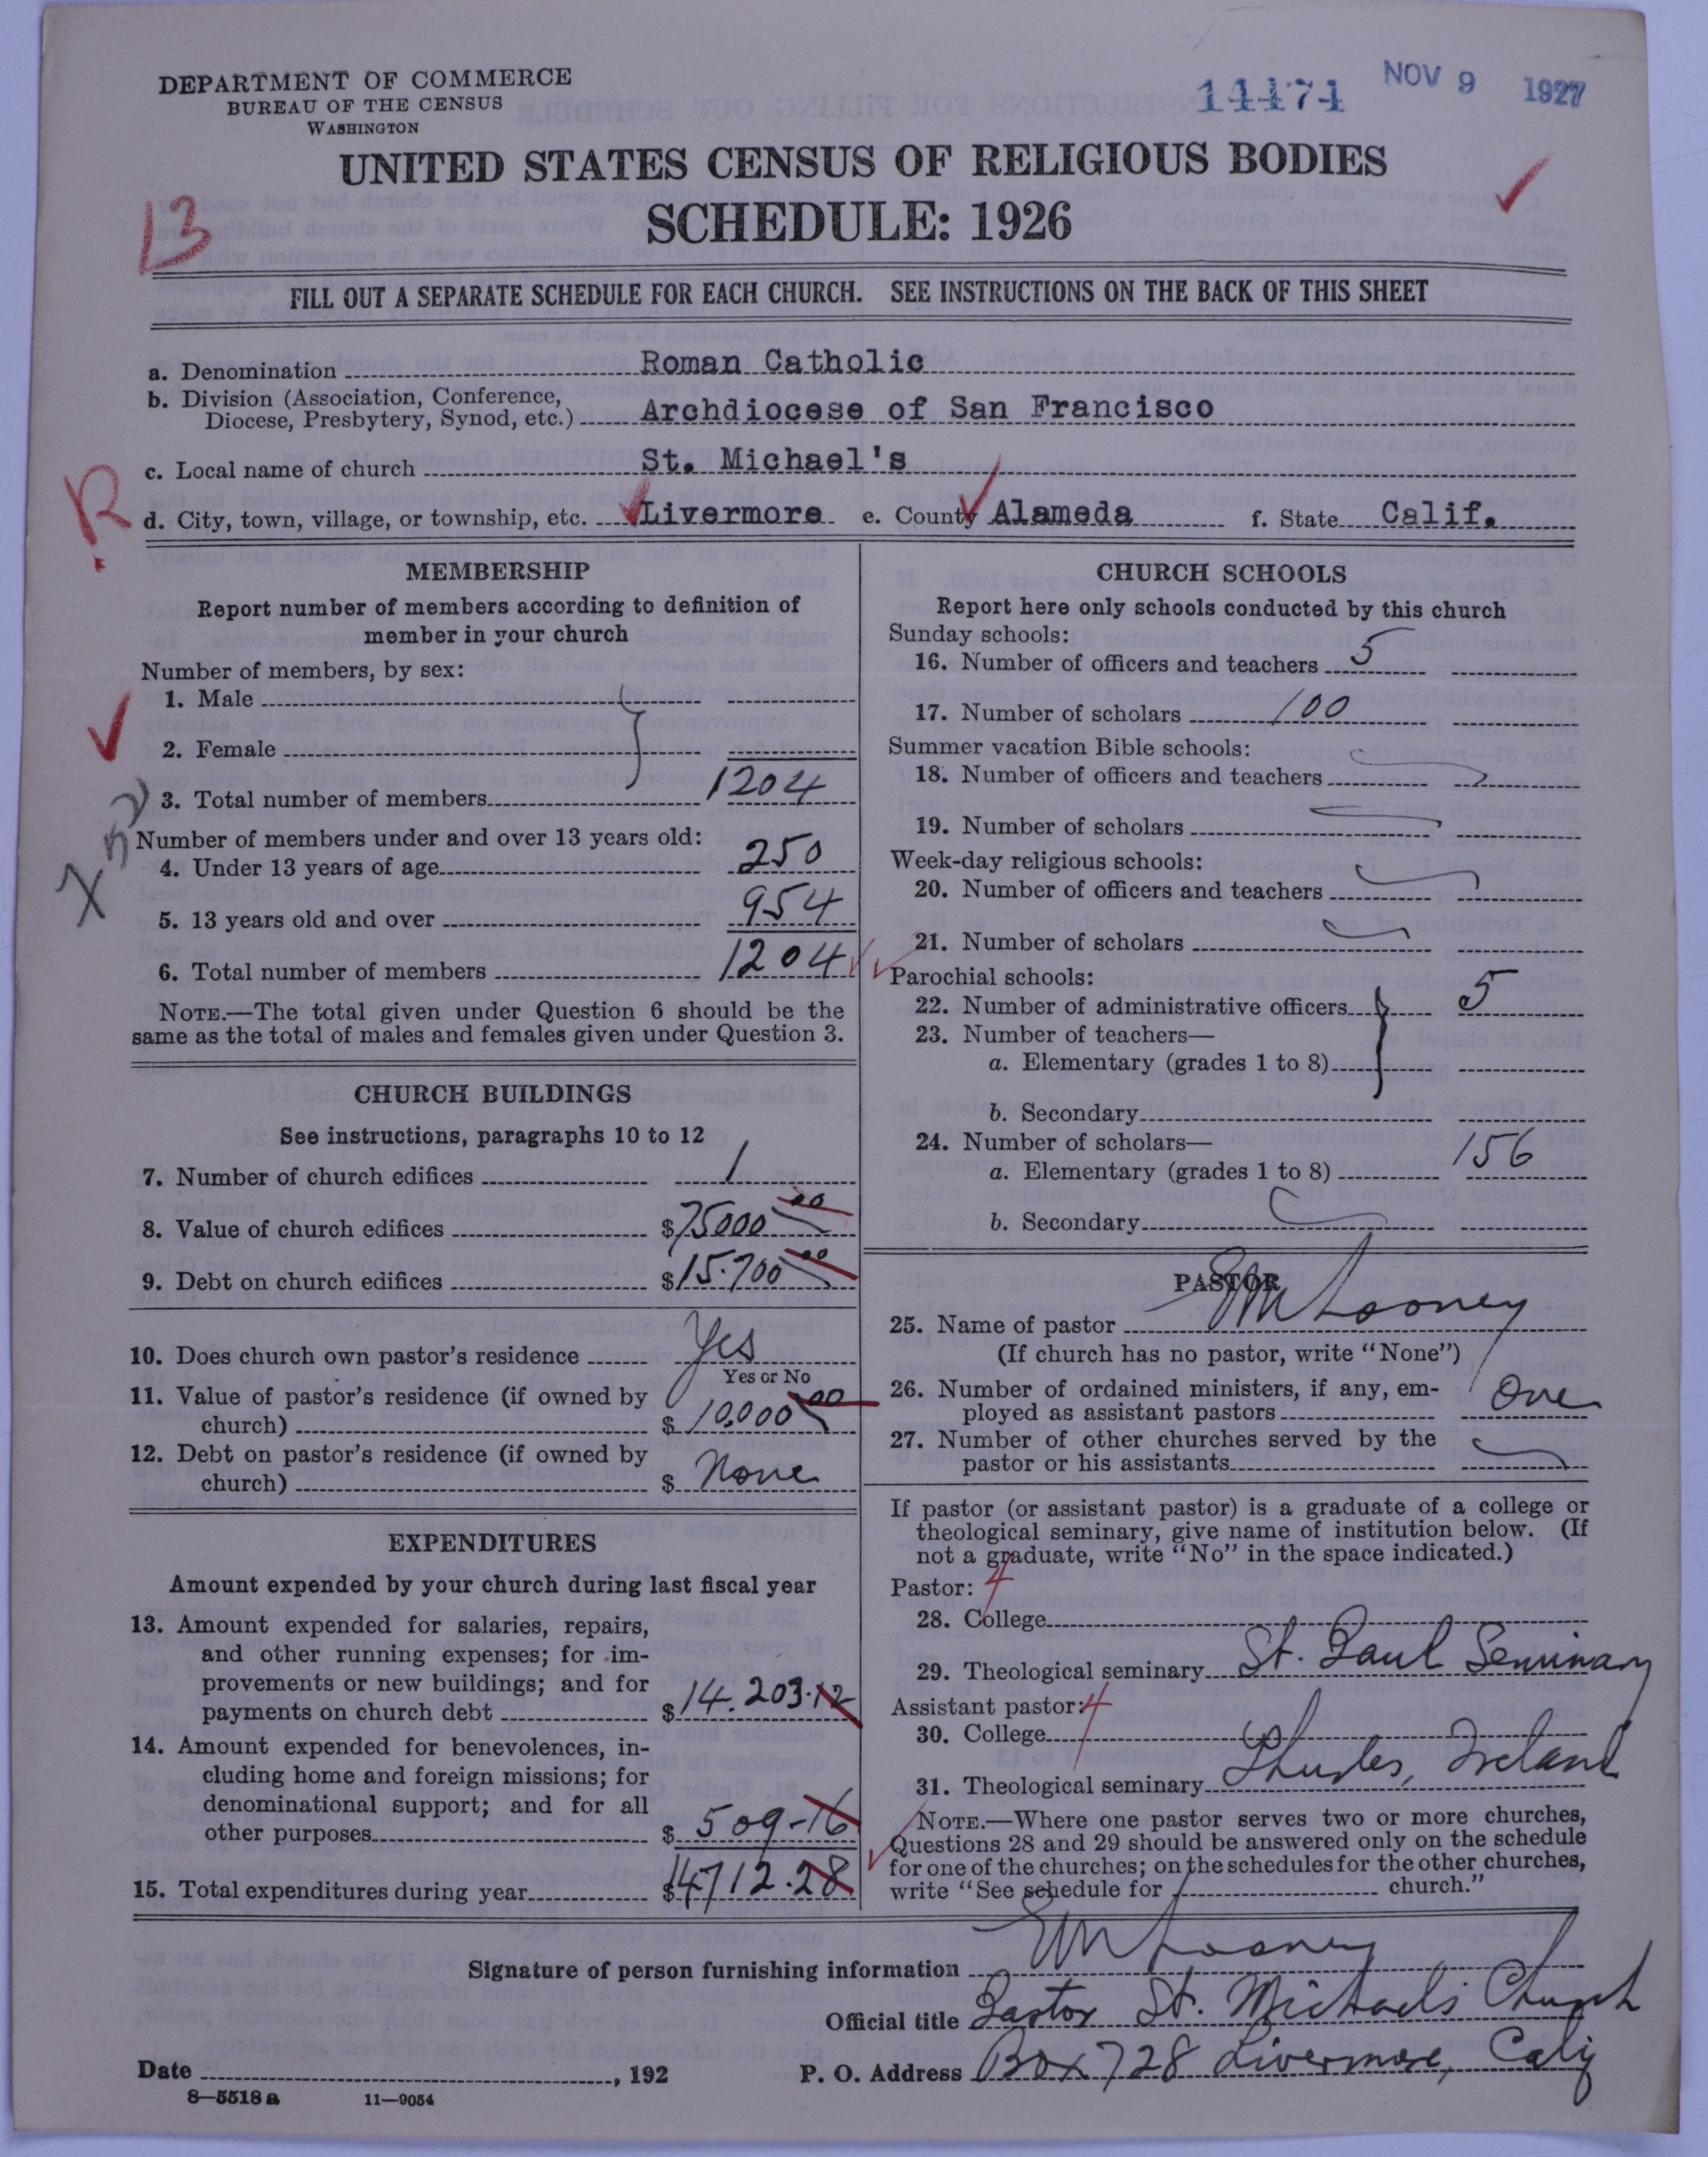 DEPARTMENT OF COMMERCE
BUREAU OF THE CENSUS
WASHINGTON
14474 NOV 9 1927
UNITED STATES CENSUS OF RELIGIOUS BODIES
SCHEDULE: 1926
13
FILL OUT A SEPARATE SCHEDULE FOR EACH CHURCH. SEE INSTRUCTIONS ON THE BACK OF THIS SHEET
a. Denomination Roman Catholic
b. Division (Association, Conference,
Diocese, Presbytery, Synod, etc.) Archdiocese of San Francisco
c. Local name of church St. Michael's
R
d. City, town, village, or township, etc. Livermore e. County Alameda f. State Calif.
MEMBERSHIP
Report number of members according to definition of
member in your church
Number of members, by sex:
1. Male
2. Female
3. Total number of members 1204
Number of members under and over 13 years old:
4. Under 13 years of age 250
X
5. 13 years old and over 954
6. Total number of members 1204
NOTE.—The total given under Question 6 should be the
same as the total of males and females given under Question 3.
CHURCH BUILDINGS
See instructions, paragraphs 10 to 12
7. Number of church edifices 1
8. Value of church edifices $75000 00
9. Debt on church edifices $15.700 00
10. Does church own pastor's residence Yes
Yes or No
11. Value of pastor's residence (if owned by
church) $10,000 00
12. Debt on pastor's residence (if owned by
church) $ None
EXPENDITURES
Amount expended by your church during last fiscal year
13. Amount expended for salaries, repairs,
and other running expenses; for im-
provements or new buildings; and for
payments on church debt $14.203.12
14. Amount expended for benevolences, in-
cluding home and foreign missions; for
denominational support; and for all
other purposes $509-16
15. Total expenditures during year $14712.28
CHURCH SCHOOLS
Report here only schools conducted by this church
Sunday schools:
16. Number of officers and teachers 5
17. Number of scholars 100
Summer vacation Bible schools:
18. Number of officers and teachers
19. Number of scholars
Week-day religious schools:
20. Number of officers and teachers
21. Number of scholars
Parochial schools:
22. Number of administrative officers 5
23. Number of teachers—
a. Elementary (grades 1 to 8)
b. Secondary
24. Number of scholars—
a. Elementary (grades 1 to 8) 156
b. Secondary
PASTOR
25. Name of pastor EM Looney
(If church has no pastor, write "None")
26. Number of ordained ministers, if any, em-
ployed as assistant pastors One
27. Number of other churches served by the
pastor or his assistants
If pastor (or assistant pastor) is a graduate of a college or
theological seminary, give name of institution below. (If
not a graduate, write "No" in the space indicated.)
Pastor: 4
28. College
29. Theological seminary St. Paul Seminary
Assistant pastor: 4
30. College
31. Theological seminary Thurles, Ireland
NOTE.—Where one pastor serves two or more churches,
Questions 28 and 29 should be answered only on the schedule
for one of the churches; on the schedules for the other churches,
write "See schedule for church."
Signature of person furnishing information EM Looney
Official title Pastor St. Michaels Church
Date , 192 P. O. Address Box 728 Livermore, Calif
8—5518 a 11—9054